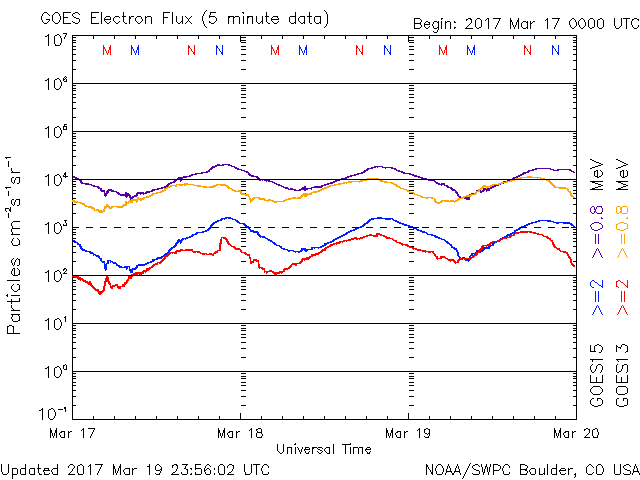 GOES Electron Flux (5 minute data)
Begin: 2017 Mar 17 0000 UTC
10⁷
M M N N M M N N M M N N
10⁶
10⁵
10⁴
10³
10²
10¹
10⁰
10⁻¹
Particles cm⁻²s⁻¹sr⁻¹
GOES15 >=2 >=0.8 MeV
GOES13 >=2 >=0.8 MeV
Mar 17 Mar 18 Mar 19 Mar 20
Universal Time
Updated 2017 Mar 19 23:56:02 UTC
NOAA/SWPC Boulder, CO USA